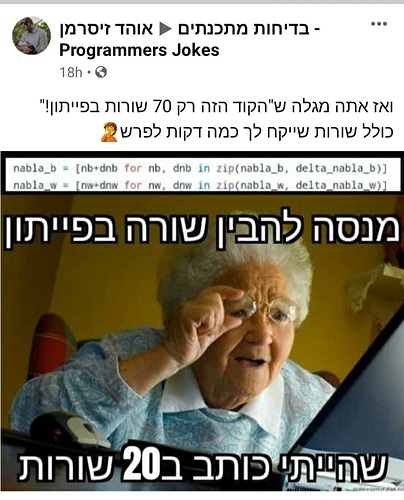 אוהד זיסרמן ▶ בדיחות מתכנתים -
Programmers Jokes
18h ·
ואז אתה מגלה ש"הקוד הזה רק 70 שורות בפייתון!"
כולל שורות שייקח לך כמה דקות לפרש🤦
nabla_b = [nb+dnb for nb, dnb in zip(nabla_b, delta_nabla_b)]
nabla_w = [nw+dnw for nw, dnw in zip(nabla_w, delta_nabla_w)]
מנסה להבין שורה בפייתון
שהייתי כותב ב20 שורות